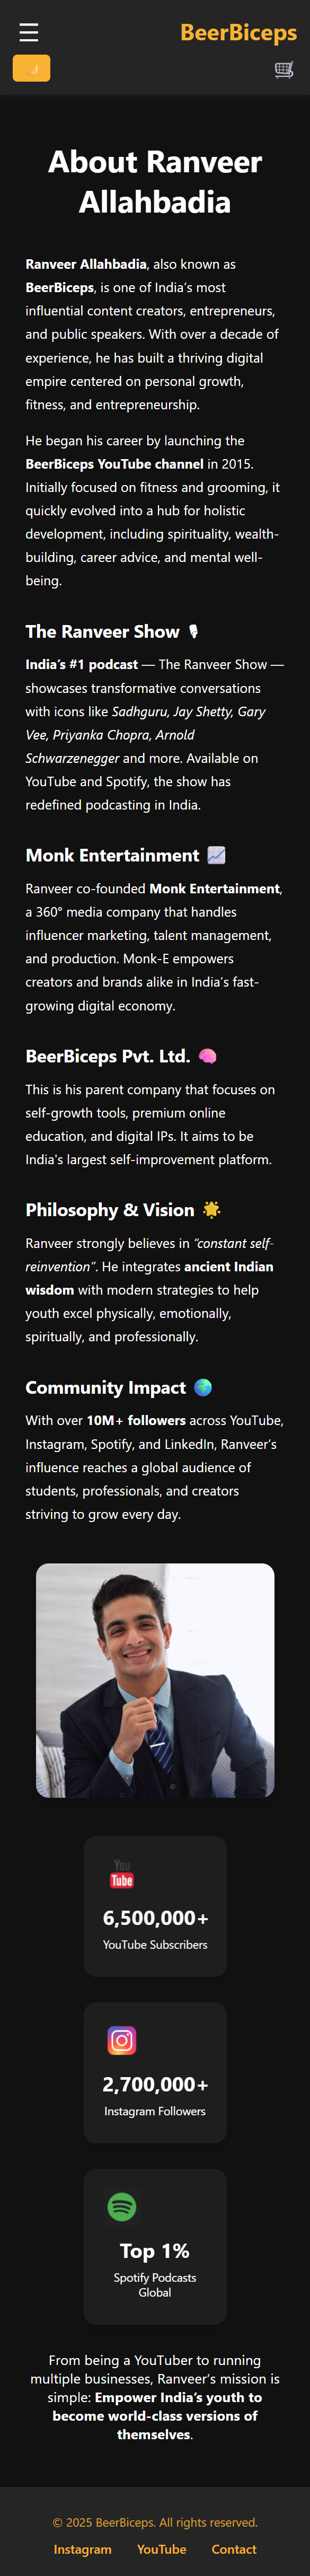 BeerBiceps
About Ranveer
Allahbadia
Ranveer Allahbadia, also known as
BeerBiceps, is one of India’s most
influential content creators, entrepreneurs,
and public speakers. With over a decade of
experience, he has built a thriving digital
empire centered on personal growth,
fitness, and entrepreneurship.
He began his career by launching the
BeerBiceps YouTube channel in 2015.
Initially focused on fitness and grooming, it
quickly evolved into a hub for holistic
development, including spirituality, wealth-
building, career advice, and mental well-
being.
The Ranveer Show 🎙️
India’s #1 podcast — The Ranveer Show —
showcases transformative conversations
with icons like Sadhguru, Jay Shetty, Gary
Vee, Priyanka Chopra, Arnold
Schwarzenegger and more. Available on
YouTube and Spotify, the show has
redefined podcasting in India.
Monk Entertainment 📈
Ranveer co-founded Monk Entertainment,
a 360° media company that handles
influencer marketing, talent management,
and production. Monk-E empowers
creators and brands alike in India’s fast-
growing digital economy.
BeerBiceps Pvt. Ltd. 🧠
This is his parent company that focuses on
self-growth tools, premium online
education, and digital IPs. It aims to be
India's largest self-improvement platform.
Philosophy & Vision 🌟
Ranveer strongly believes in “constant self-
reinvention”. He integrates ancient Indian
wisdom with modern strategies to help
youth excel physically, emotionally,
spiritually, and professionally.
Community Impact 🌍
With over 10M+ followers across YouTube,
Instagram, Spotify, and LinkedIn, Ranveer’s
influence reaches a global audience of
students, professionals, and creators
striving to grow every day.
You
Tube
6,500,000+
YouTube Subscribers
2,700,000+
Instagram Followers
Top 1%
Spotify Podcasts
Global
From being a YouTuber to running
multiple businesses, Ranveer’s mission is
simple: Empower India’s youth to
become world-class versions of
themselves.
© 2025 BeerBiceps. All rights reserved.
Instagram YouTube Contact